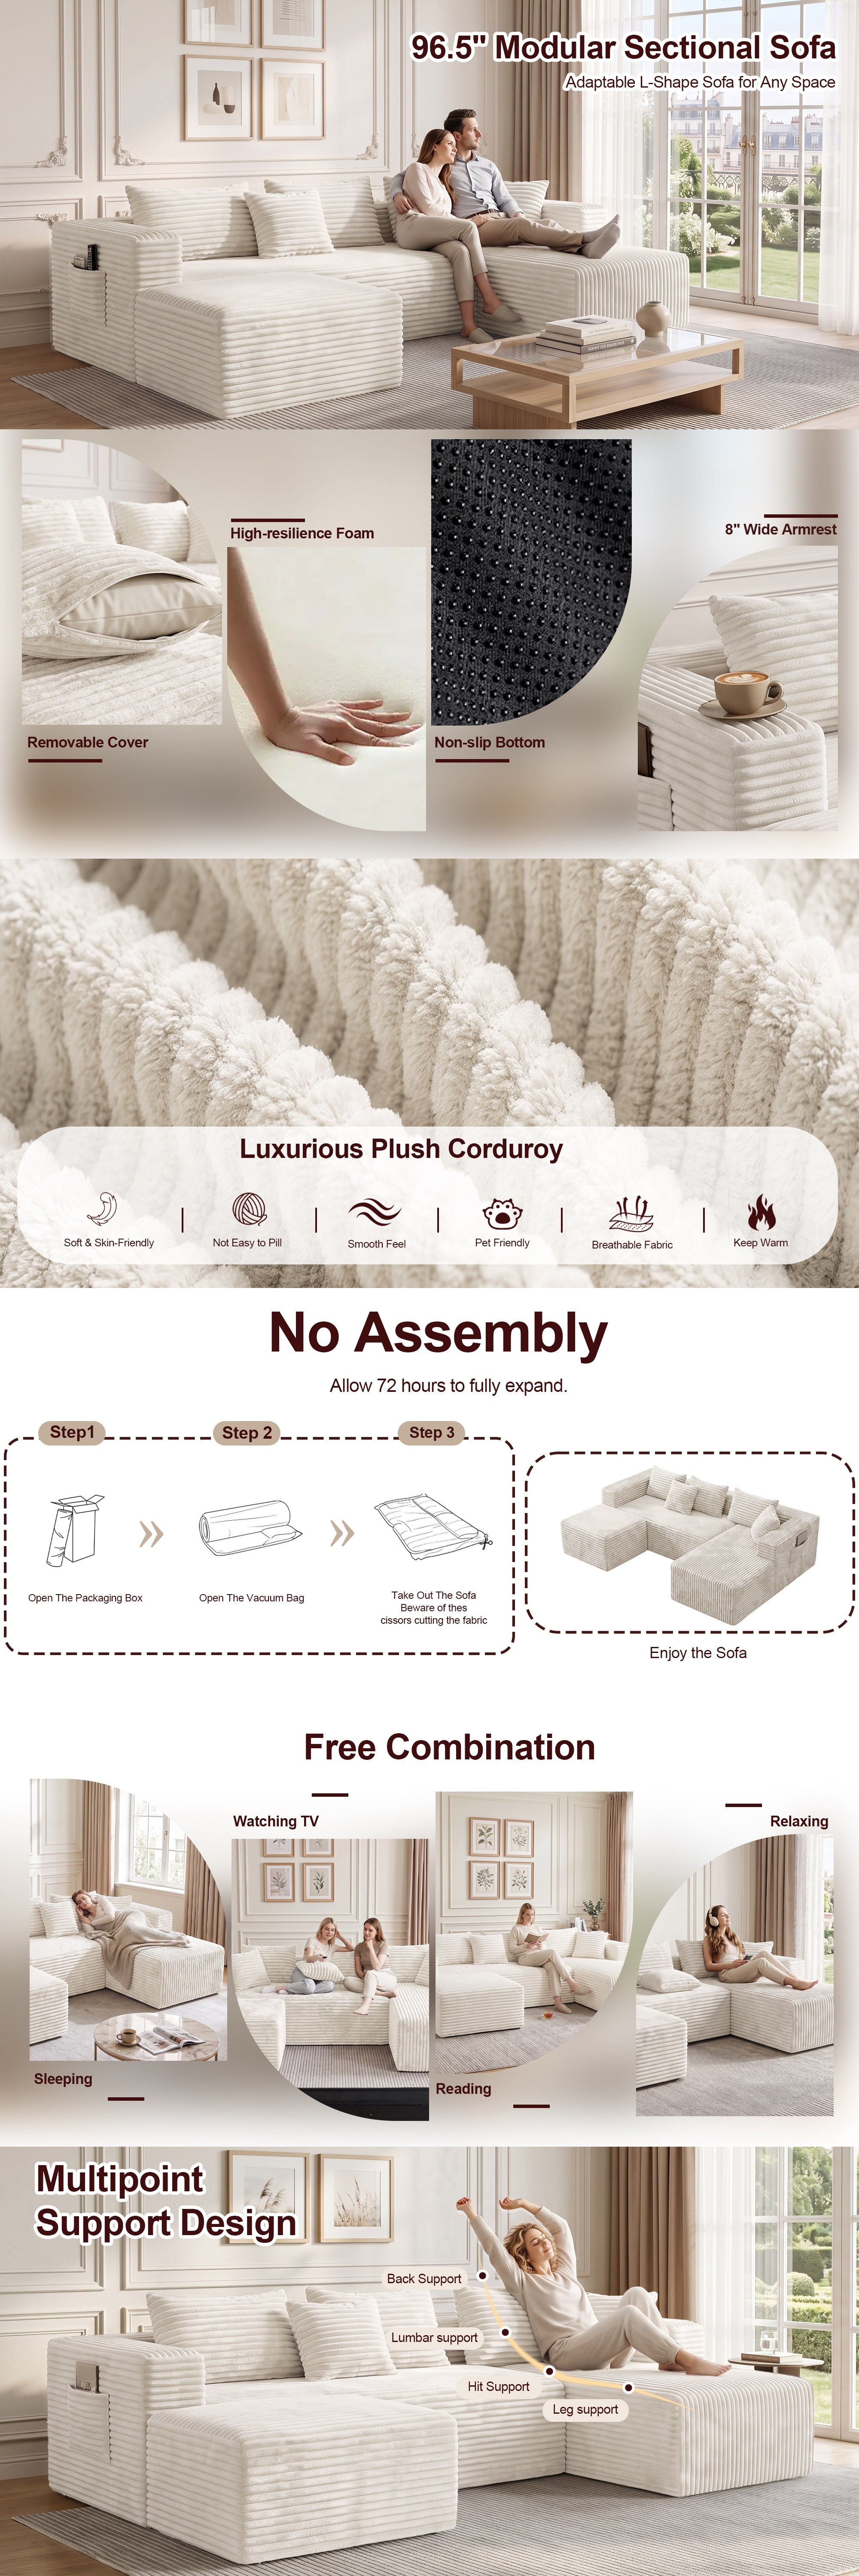 96.5" Modular Sectional Sofa
Adaptable L-Shape Sofa for Any Space
High-resilience Foam
8" Wide Armrest
Removable Cover
Non-slip Bottom
Luxurious Plush Corduroy
Soft & Skin-Friendly
Not Easy to Pill
Smooth Feel
Pet Friendly
Breathable Fabric
Keep Warm
No Assembly
Allow 72 hours to fully expand.
Step1
Step 2
Step 3
Open The Packaging Box
Open The Vacuum Bag
Take Out The Sofa
Beware of thes
cissors cutting the fabric
Enjoy the Sofa
Free Combination
Watching TV
Relaxing
Sleeping
Reading
Multipoint
Support Design
Back Support
Lumbar support
Hit Support
Leg support